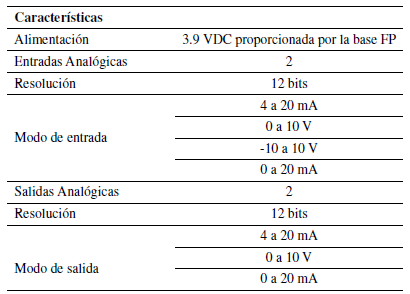 Características
Alimentación 3.9 VDC proporcionada por la base FP
Entradas Analógicas 2
Resolución 12 bits
Modo de entrada
4 a 20 mA
0 a 10 V
-10 a 10 V
0 a 20 mA
Salidas Analógicas 2
Resolución 12 bits
Modo de salida
4 a 20 mA
0 a 10 V
0 a 20 mA